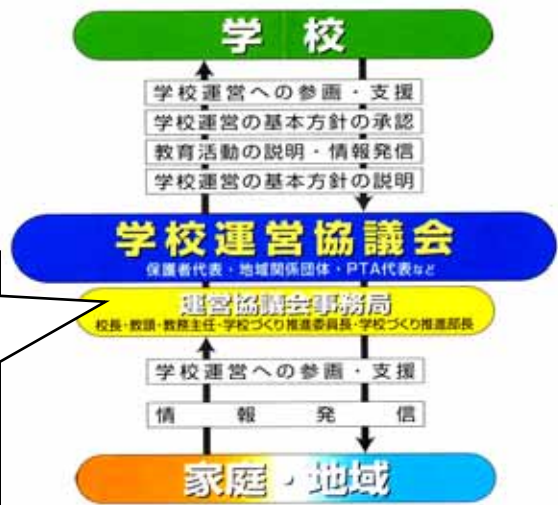 学校
学校運営への参画・支援
学校運営の基本方針の承認
教育活動の説明・情報発信
学校運営の基本方針の説明
学校運営協議会
保護者代表・地域関係団体・PTA代表など
運営協議会事務局
校長・教頭・教務主任・学校づくり推進委員長・学校づくり推進部長
学校運営への参画・支援
情報発信
家庭・地域